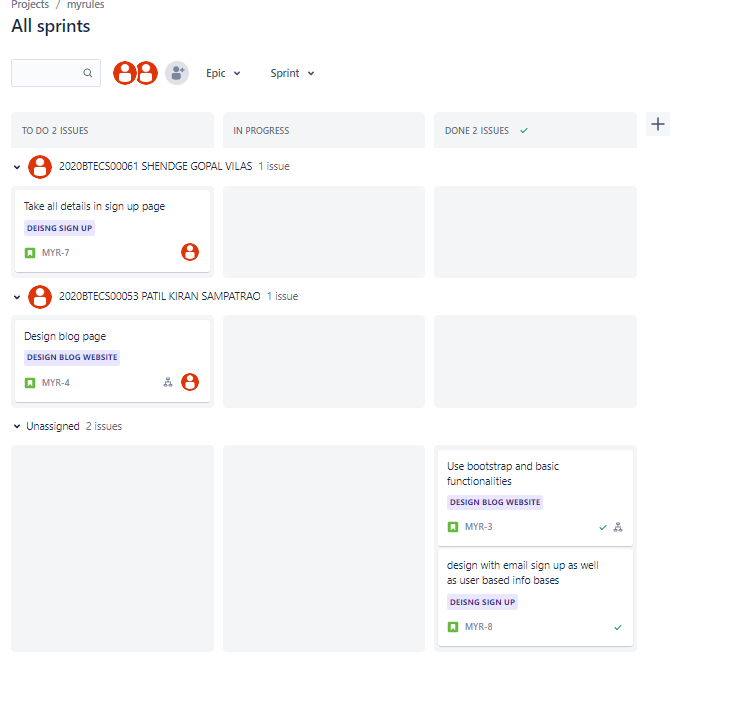 Projects / myrules
All sprints
Epic Sprint
TO DO 2 ISSUES IN PROGRESS DONE 2 ISSUES
2020BTECS00061 SHENDGE GOPAL VILAS 1 issue
Take all details in sign up page
DEISNG SIGN UP
MYR-7
2020BTECS00053 PATIL KIRAN SAMPATRAO 1 issue
Design blog page
DESIGN BLOG WEBSITE
MYR-4
Unassigned 2 issues
Use bootstrap and basic
functionalities
DESIGN BLOG WEBSITE
MYR-3
design with email sign up as well
as user based info bases
DEISNG SIGN UP
MYR-8